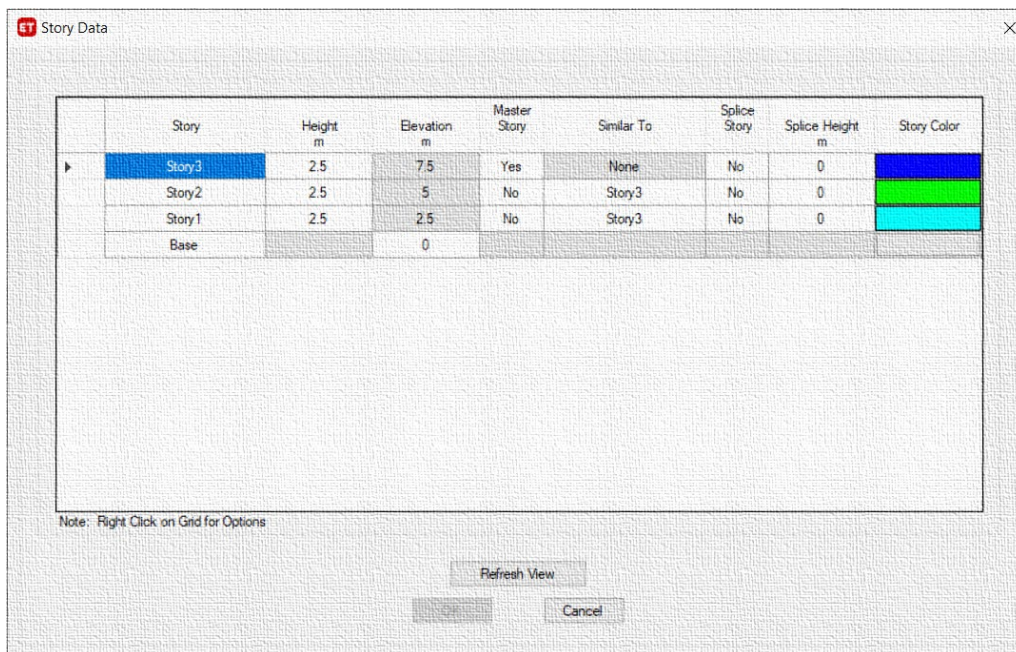 ET Story Data
Story Height m Elevation m Master Story Similar To Splice Story Splice Height m Story Color
Story3 2.5 7.5 Yes None No 0
Story2 2.5 5 No Story3 No 0
Story1 2.5 2.5 No Story3 No 0
Base 0
Note: Right Click on Grid for Options
Refresh View
OK Cancel